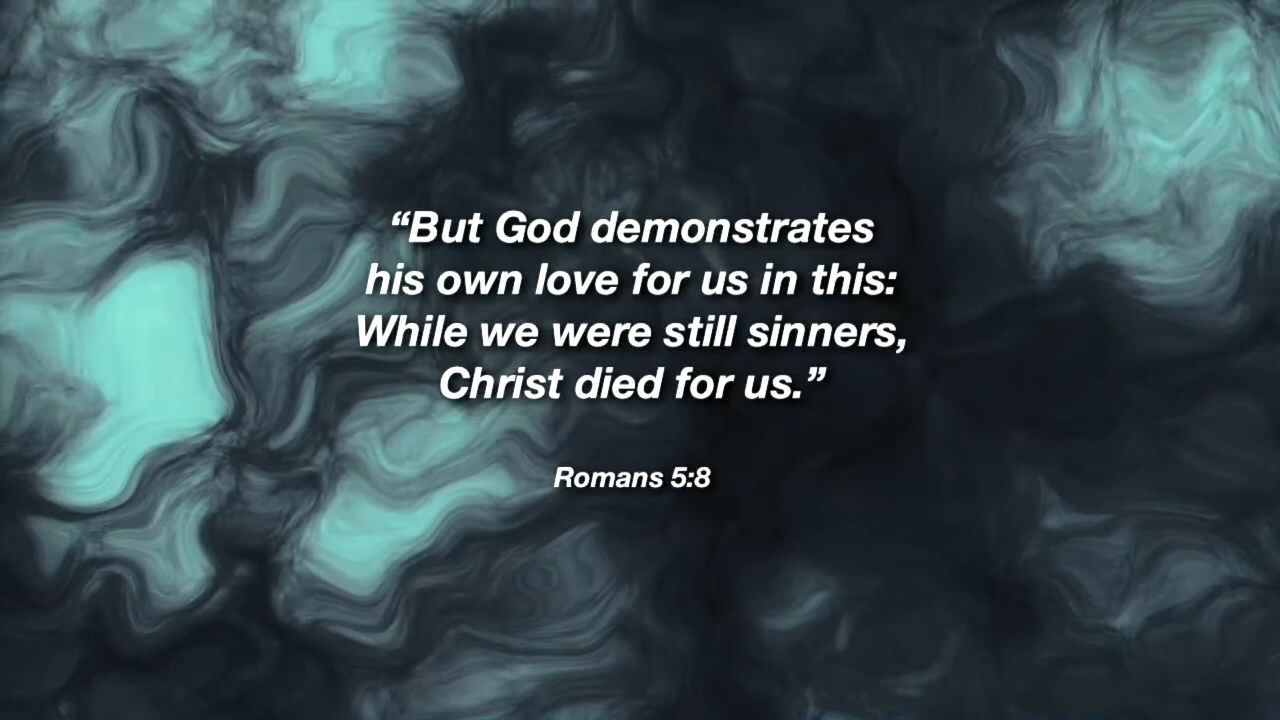 “But God demonstrates
his own love for us in this:
While we were still sinners,
Christ died for us.”
Romans 5:8